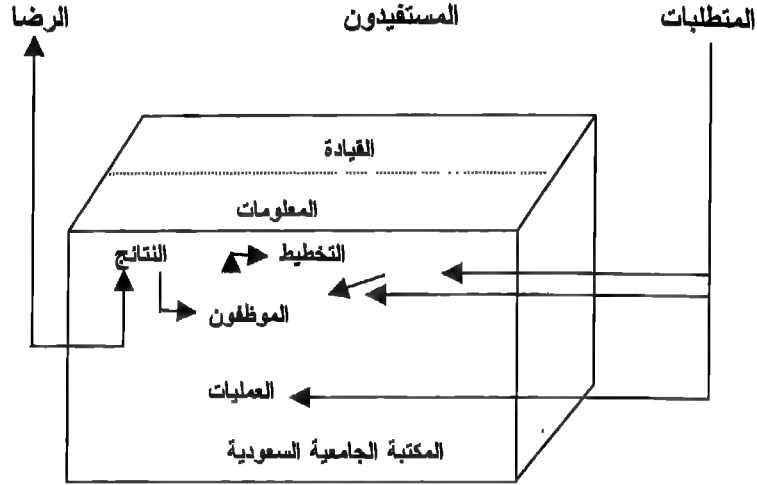 المتطلبات المستفيدون الرضا
القيادة
المعلومات
التخطيط النتائج
الموظفون
العمليات
المكتبة الجامعية السعودية